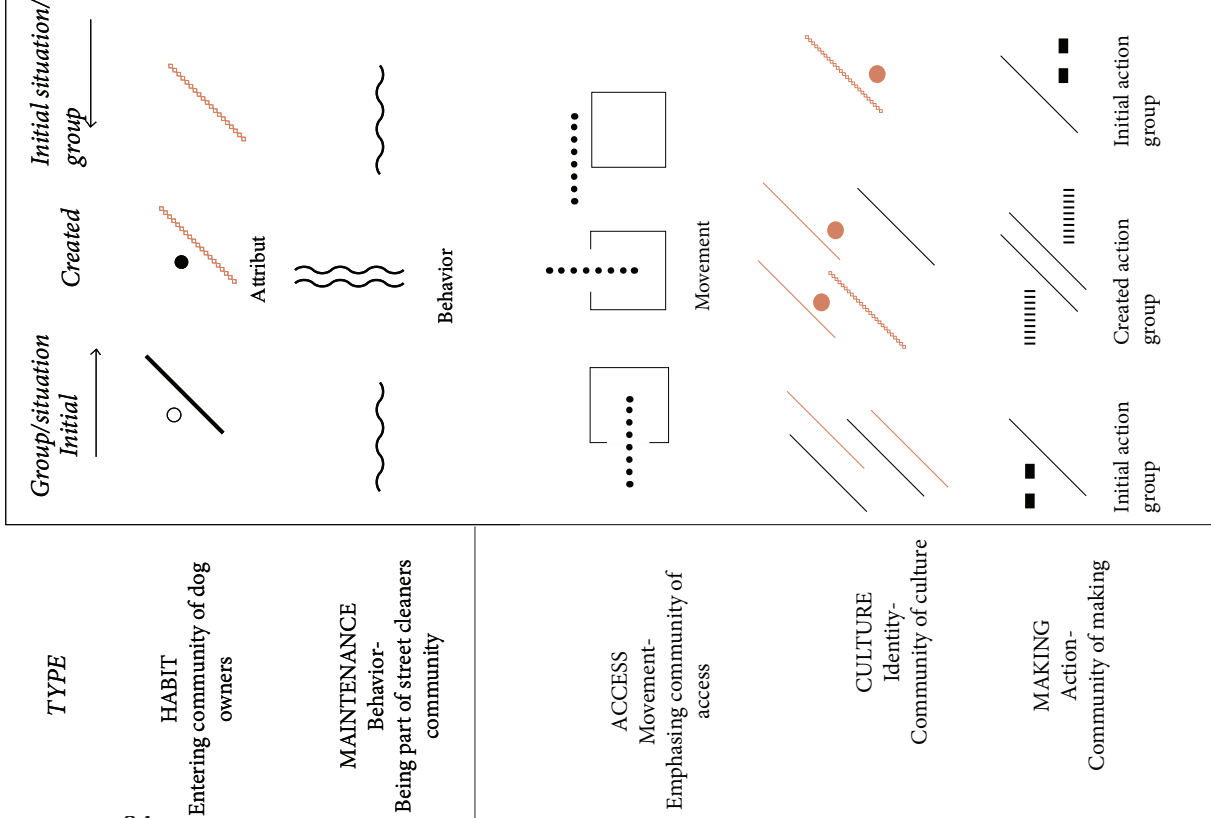 TYPE
Group/situation
Initial
Created
Initial situation/
group
HABIT
Entering community of dog
owners
Attribut
MAINTENANCE
Behavior-
Being part of street cleaners
community
Behavior
ACCESS
Movement-
Emphasing community of
access
Movement
CULTURE
Identity-
Community of culture
MAKING
Action-
Community of making
Initial action
group
Created action
group
Initial action
group